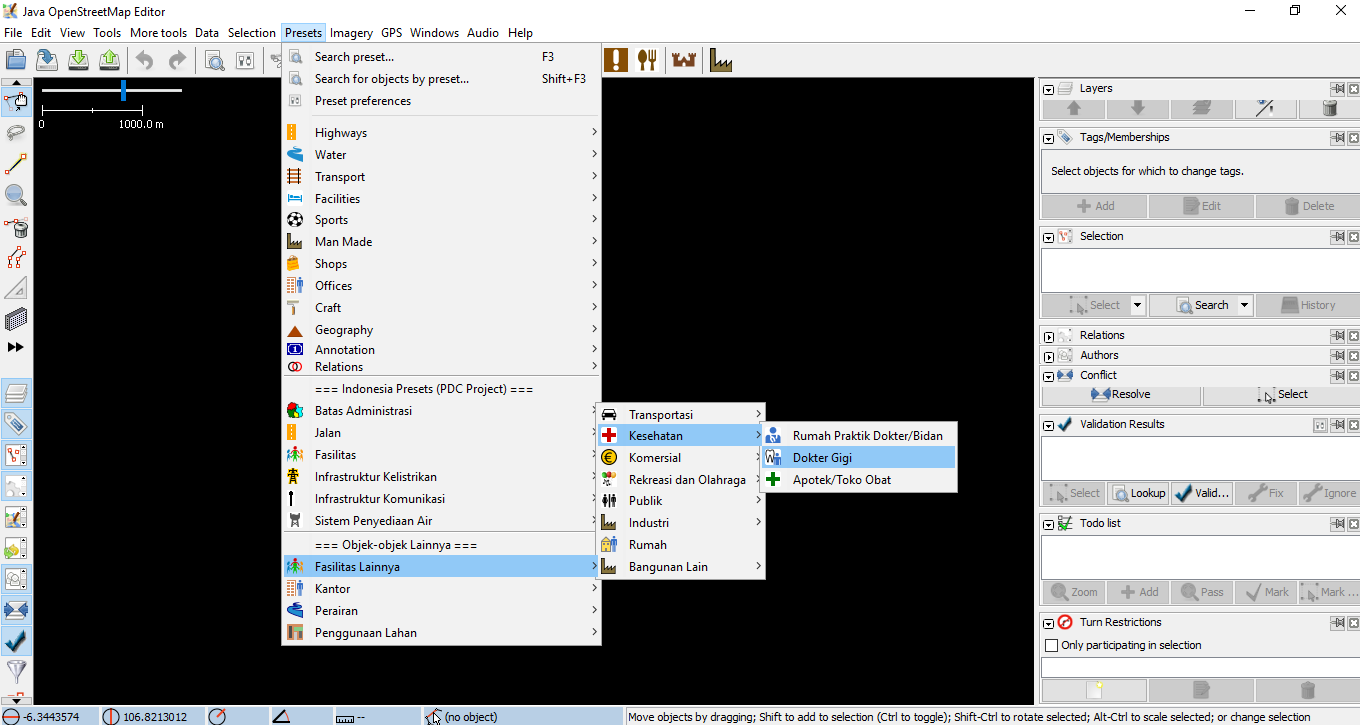 Java OpenStreetMap Editor
File Edit View Tools More tools Data Selection Presets Imagery GPS Windows Audio Help
0 1000.0 m
Search preset... F3
Search for objects by preset... Shift+F3
Preset preferences
Highways
Water
Transport
Facilities
Sports
Man Made
Shops
Offices
Craft
Geography
Annotation
Relations
=== Indonesia Presets (PDC Project) ===
Batas Administrasi
Jalan
Fasilitas
Infrastruktur Kelistrikan
Infrastruktur Komunikasi
Sistem Penyediaan Air
=== Objek-objek Lainnya ===
Fasilitas Lainnya
Kantor
Perairan
Penggunaan Lahan
Transportasi
Kesehatan
Komersial
Rekreasi dan Olahraga
Publik
Industri
Rumah
Bangunan Lain
Rumah Praktik Dokter/Bidan
Dokter Gigi
Apotek/Toko Obat
Layers
Tags/Memberships
Select objects for which to change tags.
Add Edit Delete
Selection
Select Search History
Relations
Authors
Conflict
Resolve Select
Validation Results
Select Lookup Valid... Fix Ignore
Todo list
Zoom Add Pass Mark Mark ...
Turn Restrictions
Only participating in selection
-6.3443574 106.8213012 -- (no object) Move objects by dragging; Shift to add to selection (Ctrl to toggle); Shift-Ctrl to rotate selected; Alt-Ctrl to scale selected; or change selection